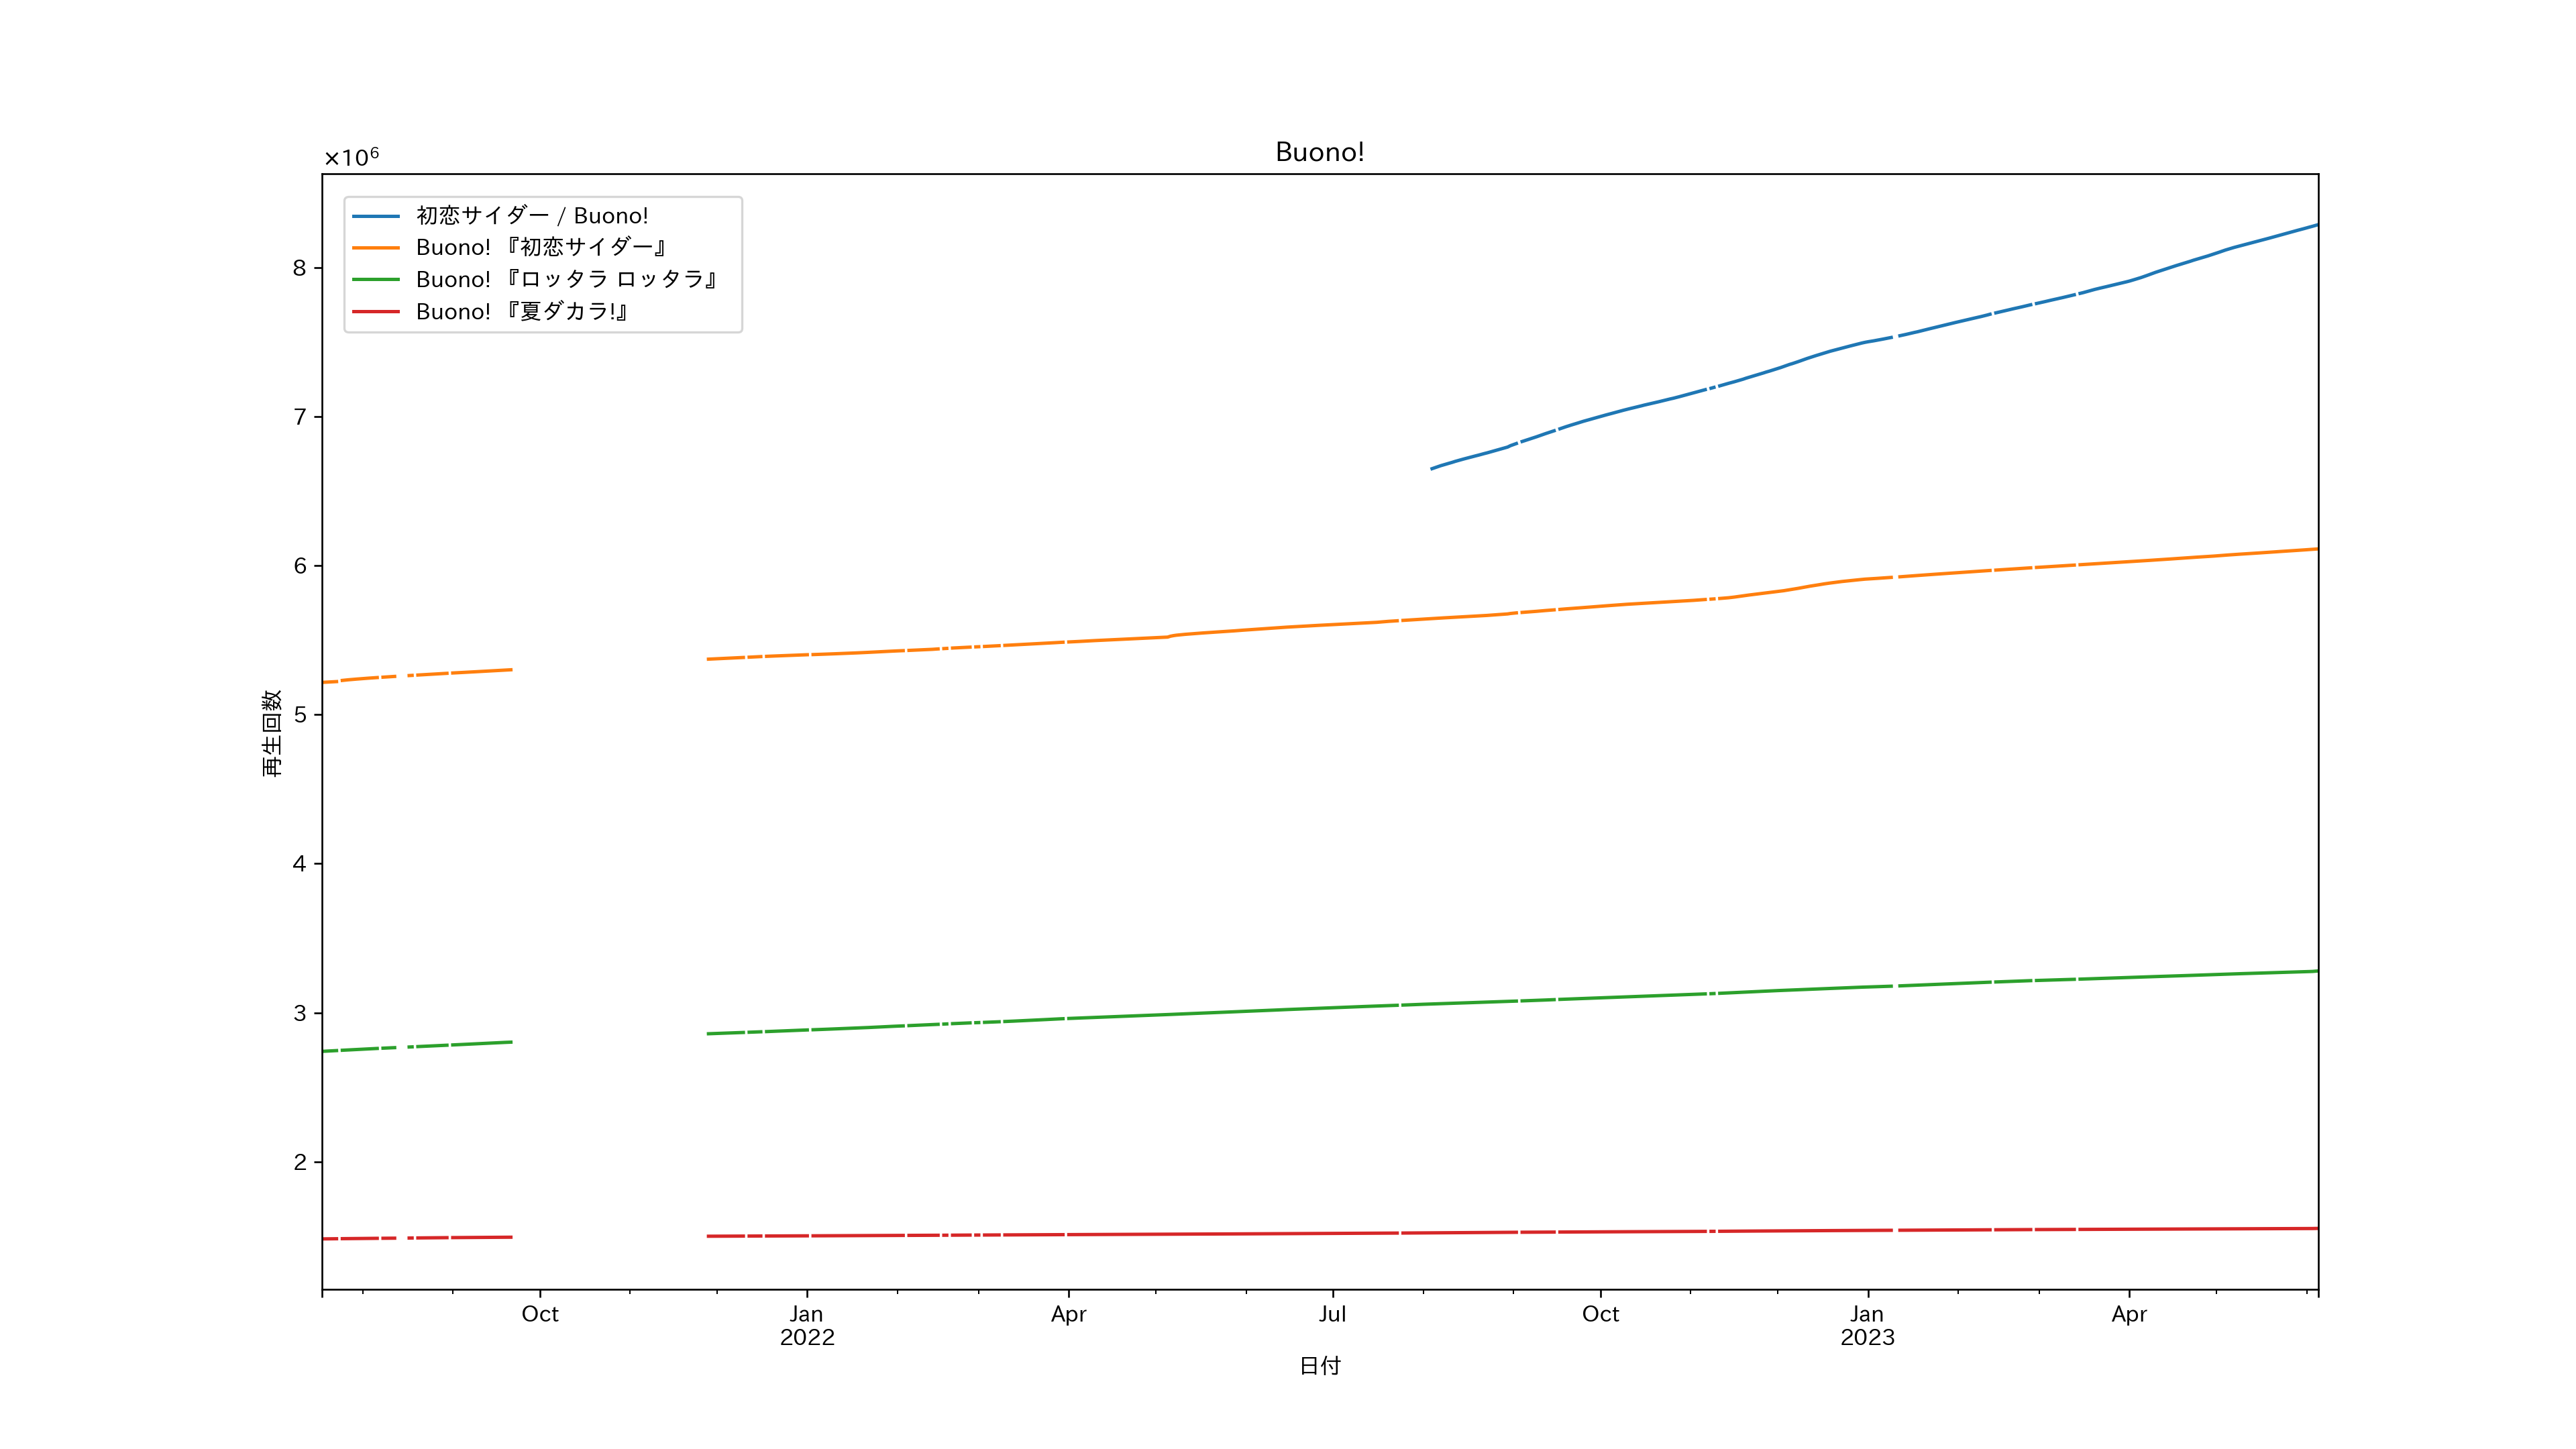 Buono!
×10⁶
初恋サイダー / Buono!
Buono! 『初恋サイダー』
Buono! 『ロッタラ ロッタラ』
Buono! 『夏ダカラ!』
8
7
6
5
4
3
2
再生回数
Oct
Jan
2022
Apr
Jul
Oct
Jan
2023
Apr
日付